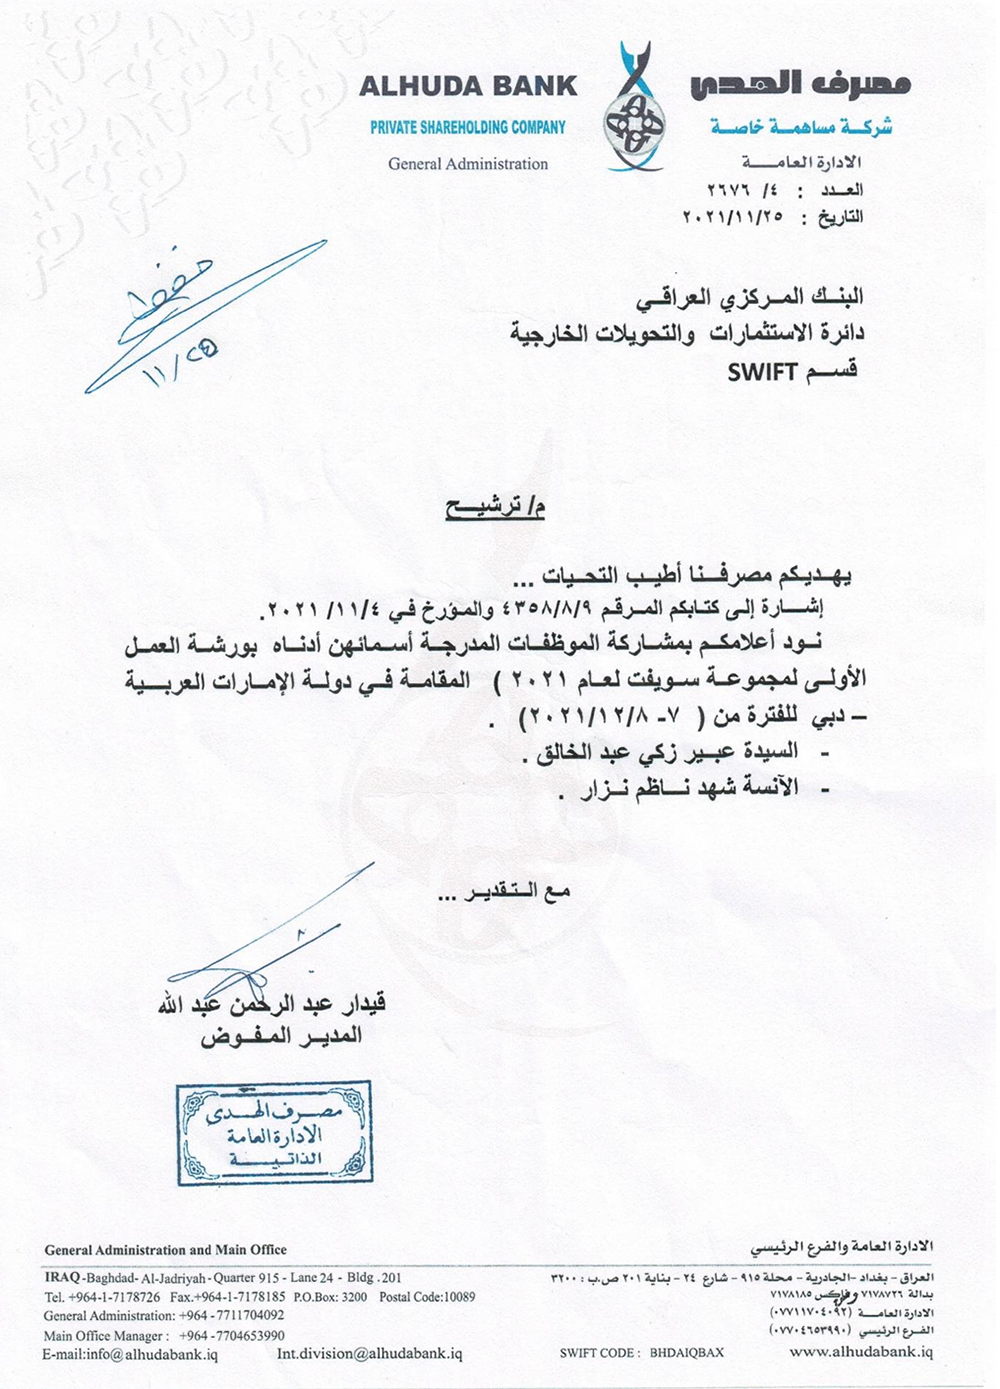 ALHUDA BANK
PRIVATE SHAREHOLDING COMPANY
General Administration
مصرف الهدى
شركة مساهمة خاصة
الادارة العامة
العدد : ٤/ ٢٦٧٦
التاريخ : ٢٠٢١/١١/٢٥
١١/٢٥
البنك المركزي العراقي
دائرة الاستثمارات والتحويلات الخارجية
قسم SWIFT
م/ ترشيح
يهديكم مصرفنا أطيب التحيات ...
إشارة إلى كتابكم المرقم ٤٣٥٨/٨/٩ والمؤرخ في ٢٠٢١/١١/٤.
نود أعلامكم بمشاركة الموظفات المدرجة أسمائهن أدناه بورشة العمل
الأولى لمجموعة سويفت لعام ٢٠٢١ ) المقامة في دولة الإمارات العربية
– دبي للفترة من ( ٧- ٢٠٢١/١٢/٨) .
- السيدة عبير زكي عبد الخالق .
- الآنسة شهد ناظم نزار .
مع التقدير ...
قيدار عبد الرحمن عبد الله
المدير المفوض
مصرف الهدى
الادارة العامة
الذاتية
General Administration and Main Office
IRAQ-Baghdad- Al-Jadriyah - Quarter 915 - Lane 24 - Bldg .201
Tel. +964-1-7178726 Fax.+964-1-7178185 P.O.Box: 3200 Postal Code:10089
General Administration: +964 -7711704092
Main Office Manager : +964 -7704653990
E-mail:info@alhudabank.iq Int.division@alhudabank.iq
الادارة العامة والفرع الرئيسي
العراق - بغداد -الجادرية - محلة ٩١٥ - شارع ٢٤ - بناية ٢٠١ ص.ب : ٣٢٠٠
بدالة ٧١٧٨٧٢٦ وفاكس ٧١٧٨١٨٥
الادارة العامة (٠٧٧١١٧٠٤٠٩٢)
الفرع الرئيسي (٠٧٧٠٤٦٥٣٩٩٠)
SWIFT CODE : BHDAIQBAX www.alhudabank.iq